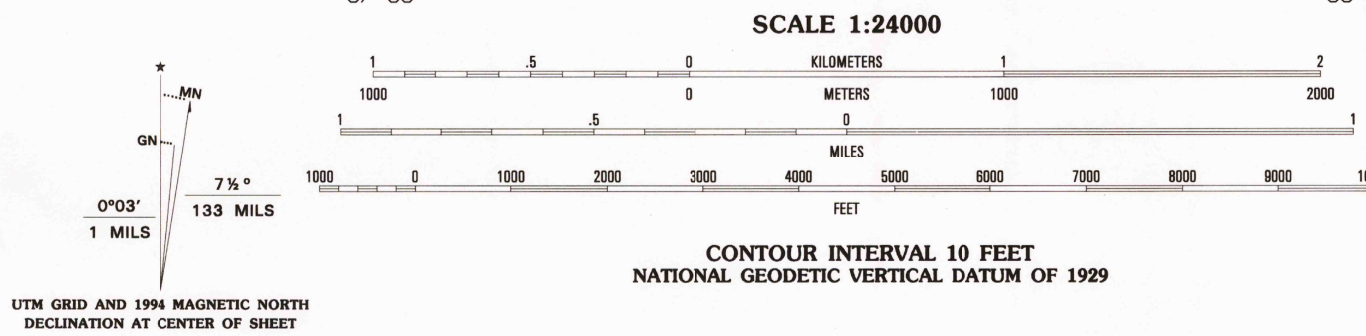 SCALE 1:24000
1 .5 0 KILOMETERS 1 2
1000 0 METERS 1000 2000
1 .5 0 1
MILES
1000 0 1000 2000 3000 4000 5000 6000 7000 8000 9000
FEET
★
MN
GN
0°03′
1 MILS
7½°
133 MILS
UTM GRID AND 1994 MAGNETIC NORTH
DECLINATION AT CENTER OF SHEET
CONTOUR INTERVAL 10 FEET
NATIONAL GEODETIC VERTICAL DATUM OF 1929